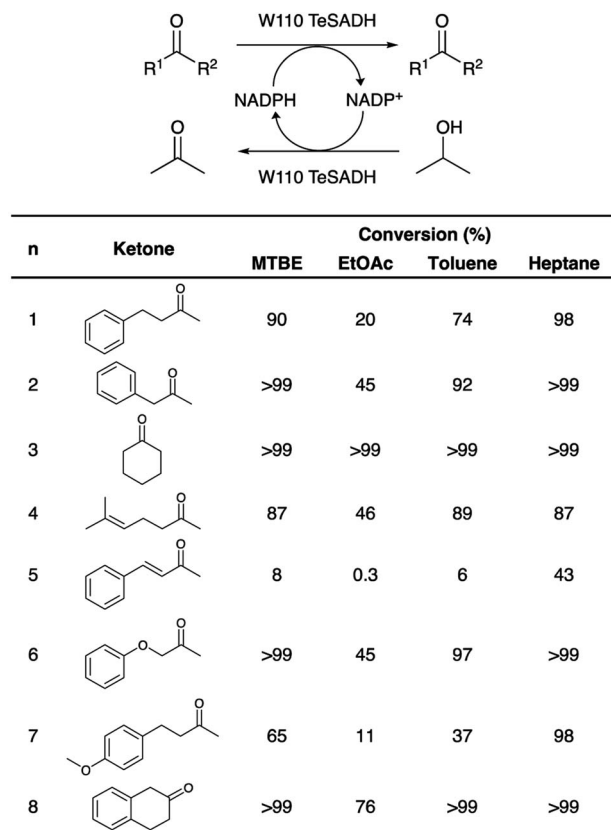 W110 TeSADH
O
R1 R2
O
R1 R2
NADPH NADP+
O
OH
W110 TeSADH
n Ketone Conversion (%)
MTBE EtOAc Toluene Heptane
1 O 90 20 74 98
2 O >99 45 92 >99
3 O >99 >99 >99 >99
4 O 87 46 89 87
5 O 8 0.3 6 43
6 O O >99 45 97 >99
7 O O 65 11 37 98
8 O >99 76 >99 >99